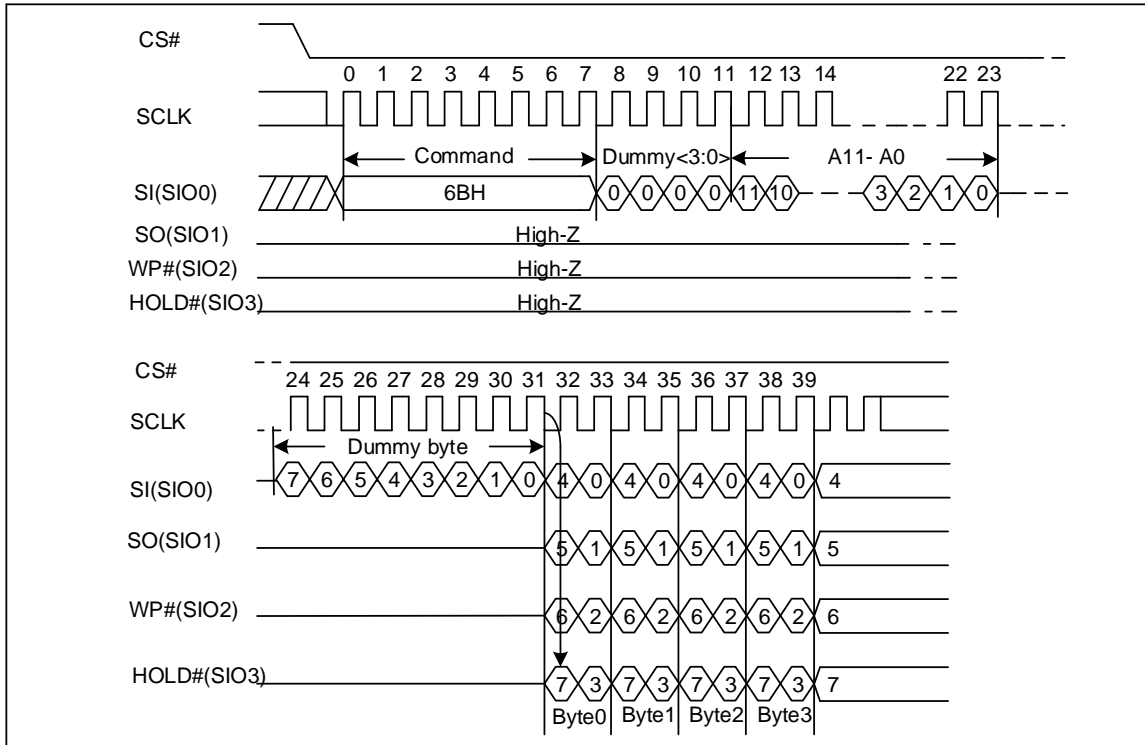 CS#
0 1 2 3 4 5 6 7 8 9 10 11 12 13 14 22 23
SCLK
Command Dummy<3:0> A11- A0
SI(SIO0) 6BH 0 0 0 0 11 10 3 2 1 0
SO(SIO1) High-Z
WP#(SIO2) High-Z
HOLD#(SIO3) High-Z
CS#
24 25 26 27 28 29 30 31 32 33 34 35 36 37 38 39
SCLK
Dummy byte
SI(SIO0) 7 6 5 4 3 2 1 0 4 0 4 0 4 0 4 0 4
SO(SIO1) 5 1 5 1 5 1 5 1 5
WP#(SIO2) 6 2 6 2 6 2 6 2 6
HOLD#(SIO3) 7 3 7 3 7 3 7 3 7
Byte0 Byte1 Byte2 Byte3